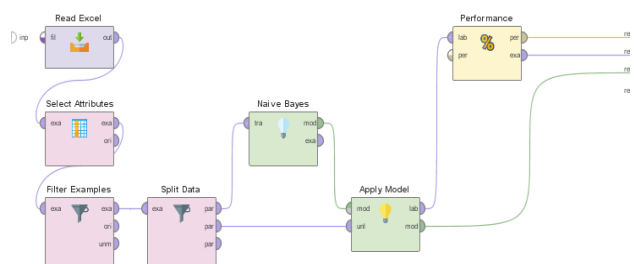 Read Excel
Performance
inp
fil
out
lab
per
per
exa
re
re
re
re
Select Attributes
Naive Bayes
exa
exa
ori
tra
mod
exa
Filter Examples
Split Data
Apply Model
exa
exa
ori
unm
exa
par
par
par
mod
unl
lab
mod